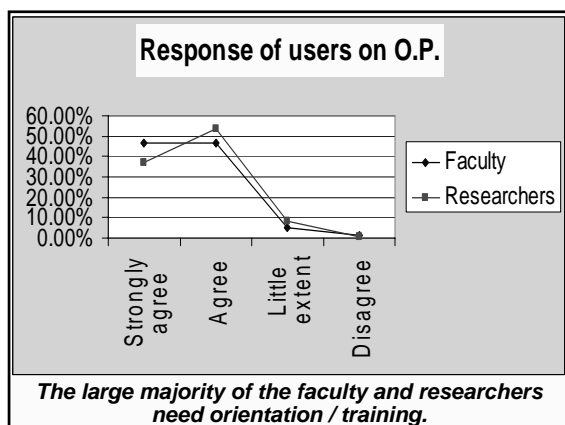 Response of users on O.P.
60.00%
50.00%
40.00%
30.00%
20.00%
10.00%
0.00%
Strongly
agree
Agree
Little
extent
Disagree
Faculty
Researchers
The large majority of the faculty and researchers
need orientation / training.